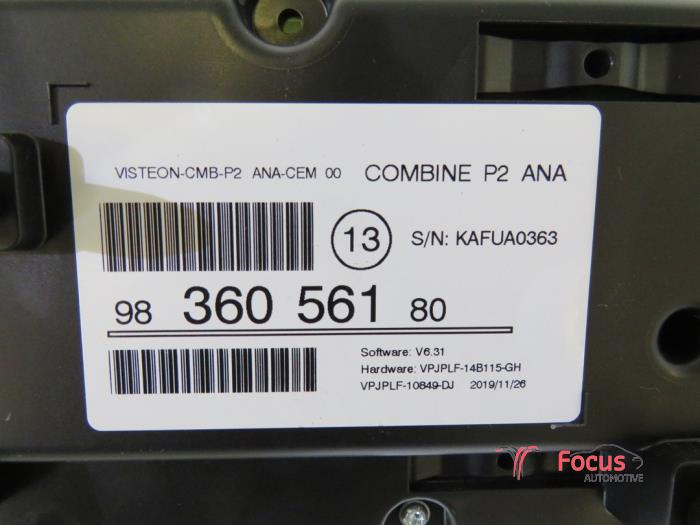 VISTEON-CMB-P2 ANA-CEM 00 COMBINE P2 ANA
13 S/N: KAFUA0363
98 360 561 80
Software: V6.31
Hardware: VPJPLF-14B115-GH
VPJPLF-10849-DJ 2019/11/26
Focus
AUTOMOTIVE